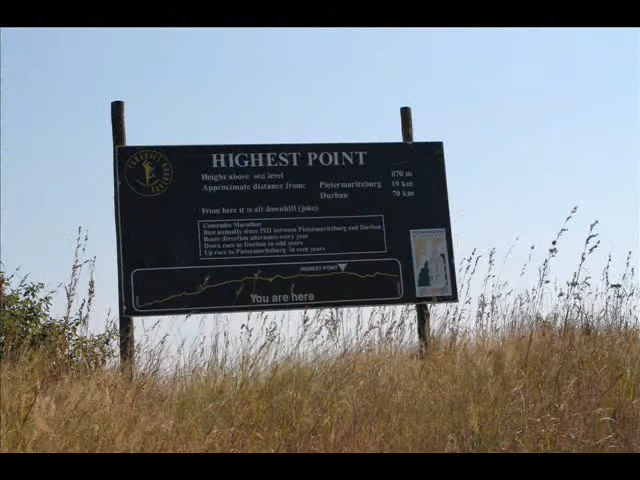 HIGHEST POINT
Height above sea level 870 m
Approximate distance from: Pietermaritzburg 19 km
Durban 70 km
From here it is all downhill (joke)
Comrades Marathon
Run annually since 1921 between Pietermaritzburg and Durban
Route direction alternates every year
Down race to Durban in odd years
Up race to Pietermaritzburg in even years
HIGHEST POINT
You are here